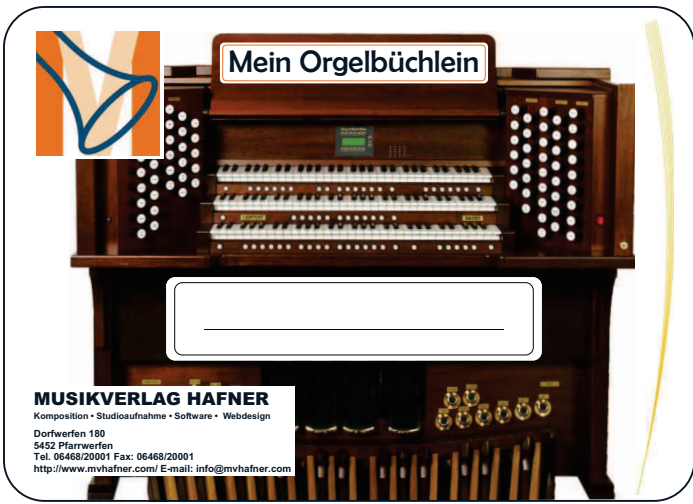 Mein Orgelbüchlein
MUSIKVERLAG HAFNER
Komposition • Studioaufnahme • Software • Webdesign
Dorfwerfen 180
5452 Pfarrwerfen
Tel. 06468/20001 Fax: 06468/20001
http://www.mvhafner.com/ E-mail: info@mvhafner.com